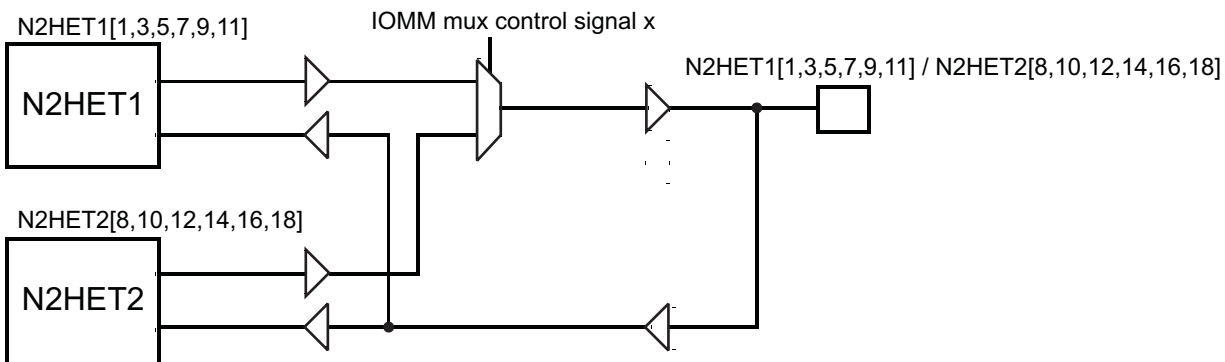 IOMM mux control signal x
N2HET1[1,3,5,7,9,11]
N2HET1[1,3,5,7,9,11] / N2HET2[8,10,12,14,16,18]
N2HET1
N2HET2[8,10,12,14,16,18]
N2HET2